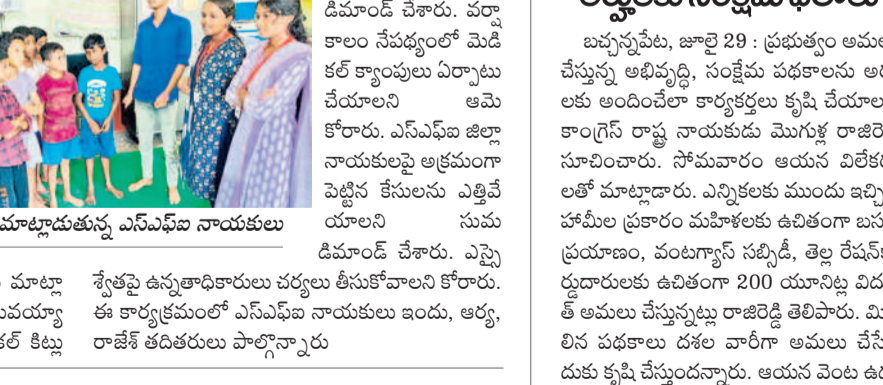 డిమాండ్ చేశారు. వర్షా
కాలం నేపథ్యంలో మెడి
కల్ క్యాంపులు ఏర్పాటు
చేయాలని ఆమె
కోరారు. ఎస్ఎఫ్ఐ జిల్లా
నాయకులపై అక్రమంగా
పెట్టిన కేసులను ఎత్తివే
యాలని సుమ
డిమాండ్ చేశారు. ఎస్సై
మాట్లాడుతున్న ఎస్ఎఫ్ఐ నాయకులు
మాట్లా
కిట్లు
శ్వేతపై ఉన్నతాధికారులు చర్యలు తీసుకోవాలని కోరారు.
ఈ కార్యక్రమంలో ఎస్ఎఫ్ఐ నాయకులు ఇందు, ఆర్య,
రాజేశ్ తదితరులు పాల్గొన్నారు
బచ్చన్నపేట, జూలై 29 : ప్రభుత్వం అమల
చేస్తున్న అభివృద్ధి, సంక్షేమ పథకాలను అర
లకు అందించేలా కార్యకర్తలు కృషి చేయాల
కాంగ్రెస్ రాష్ట్ర నాయకుడు మొగుళ్ల రాజిరె
సూచించారు. సోమవారం ఆయన విలేకర
లతో మాట్లాడారు. ఎన్నికలకు ముందు ఇచ్చి
హామీల ప్రకారం మహిళలకు ఉచితంగా బస
ప్రయాణం, వంటగ్యాస్ సబ్సిడీ, తెల్ల రేషన్‌క
ర్డుదారులకు ఉచితంగా 200 యూనిట్ల విద
త్ అమలు చేస్తున్నట్లు రాజిరెడ్డి తెలిపారు. మి
లిన పథకాలు దశల వారీగా అమలు చేసే
దుకు కృషి చేస్తుందన్నారు. ఆయన వెంట ఉ